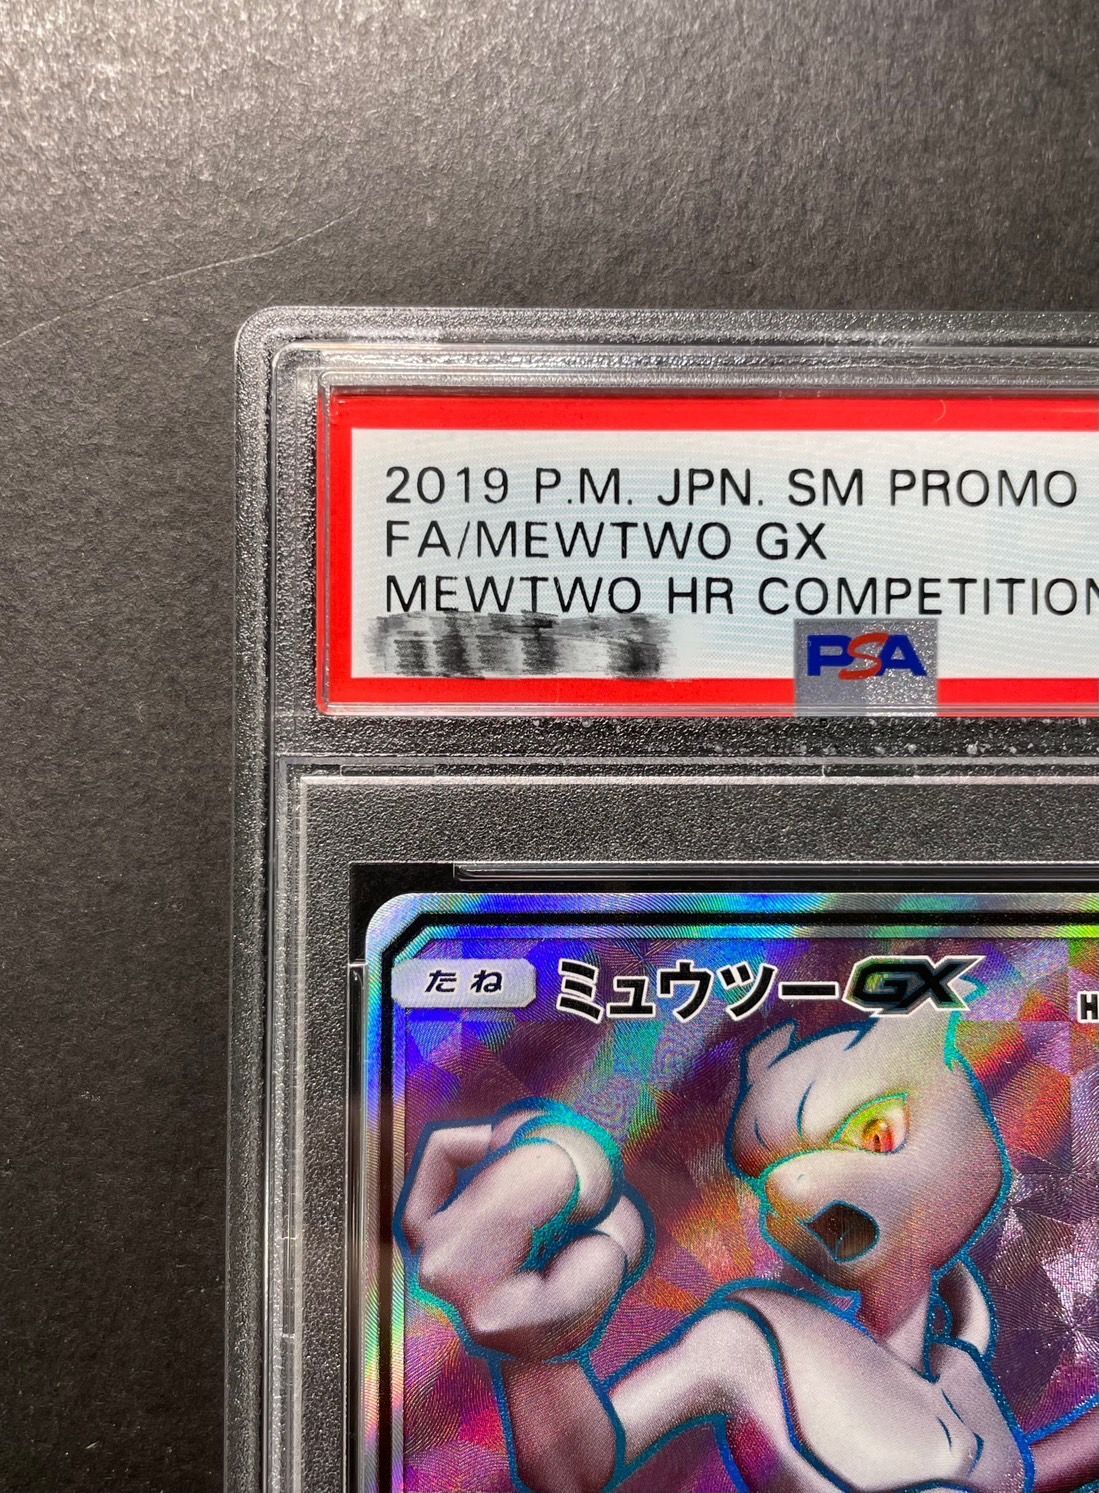 2019 P.M. JPN. SM PROMO
FA/MEWTWO GX
MEWTWO HR COMPETITION
PSA
たね ミュウツーGX H